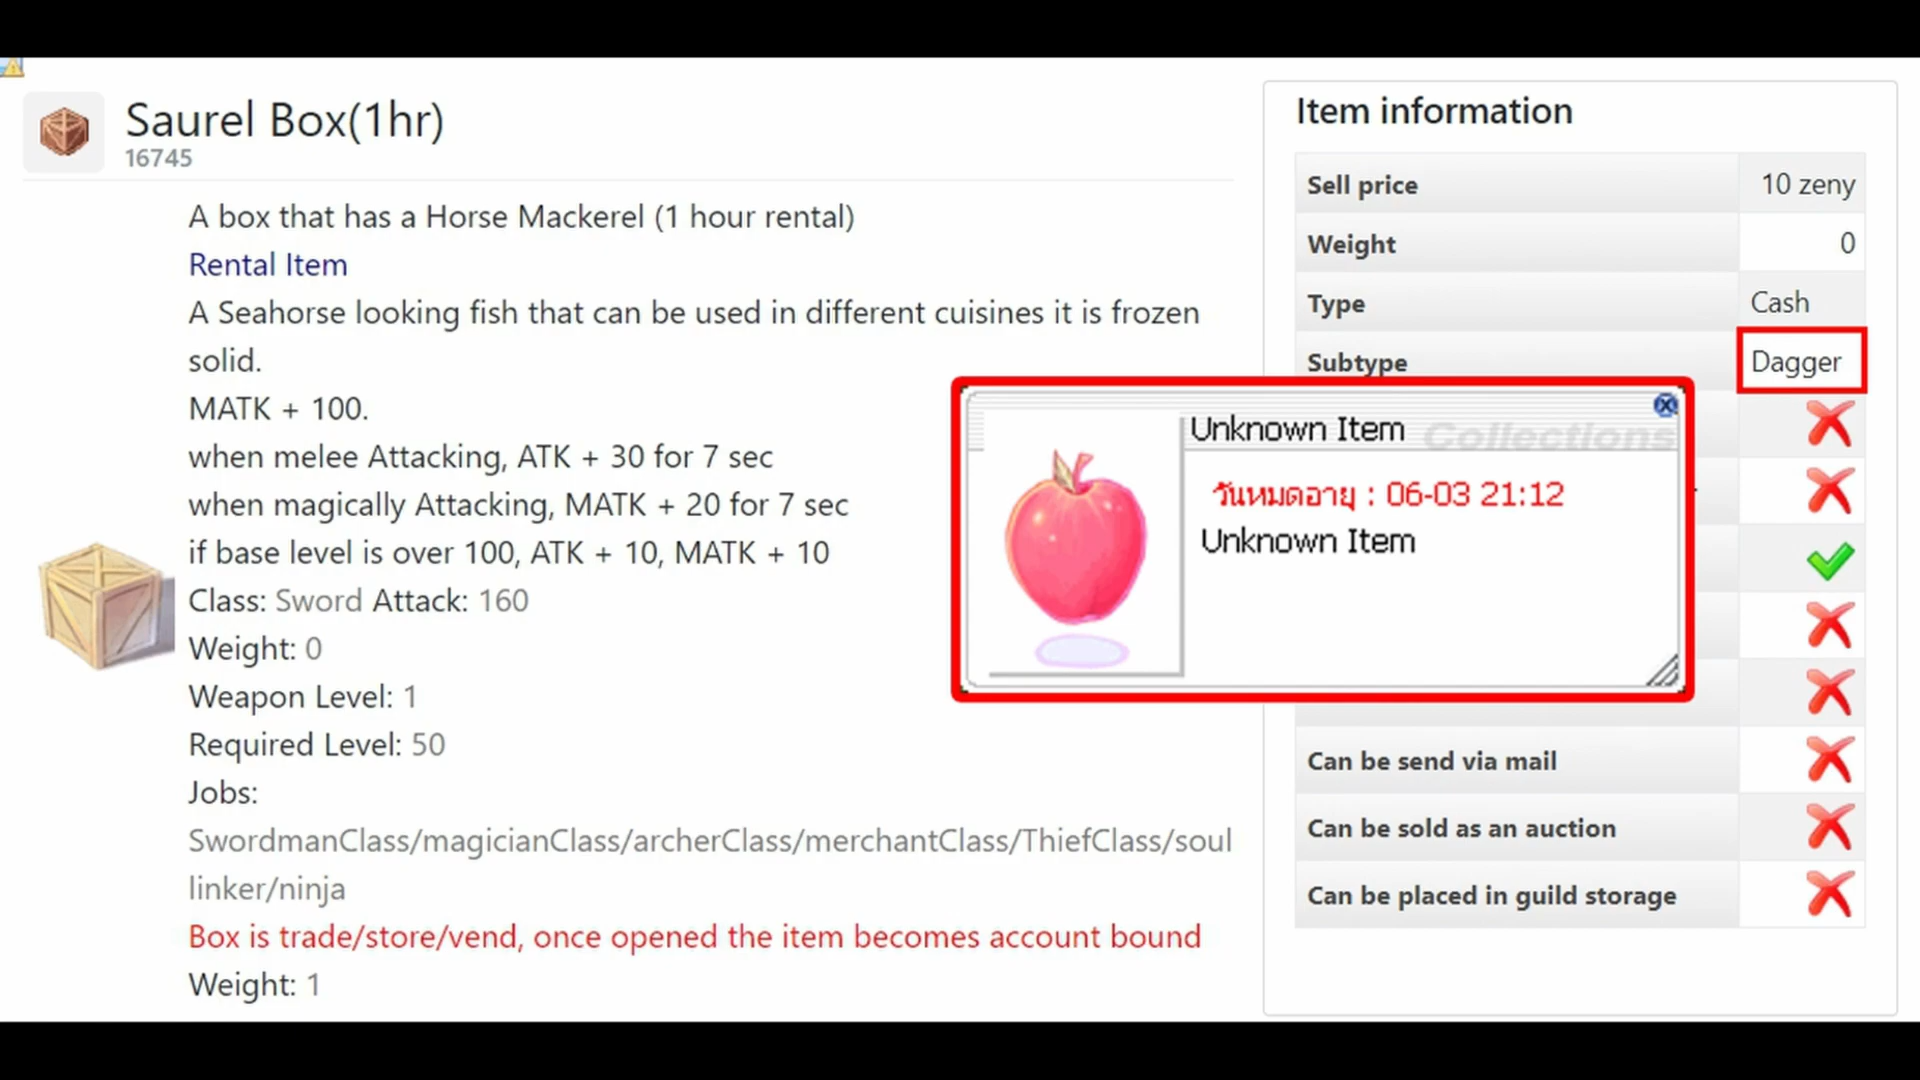 Saurel Box(1hr)
16745
A box that has a Horse Mackerel (1 hour rental)
Rental Item
A Seahorse looking fish that can be used in different cuisines it is frozen
solid.
MATK + 100.
when melee Attacking, ATK + 30 for 7 sec
when magically Attacking, MATK + 20 for 7 sec
if base level is over 100, ATK + 10, MATK + 10
Class: Sword Attack: 160
Weight: 0
Weapon Level: 1
Required Level: 50
Jobs:
SwordmanClass/magicianClass/archerClass/merchantClass/ThiefClass/soul
linker/ninja
Box is trade/store/vend, once opened the item becomes account bound
Weight: 1
Item information
Sell price 10 zeny
Weight 0
Type Cash
Subtype Dagger
Unknown Item Collections
วันหมดอายุ : 06-03 21:12
Unknown Item
Can be send via mail
Can be sold as an auction
Can be placed in guild storage